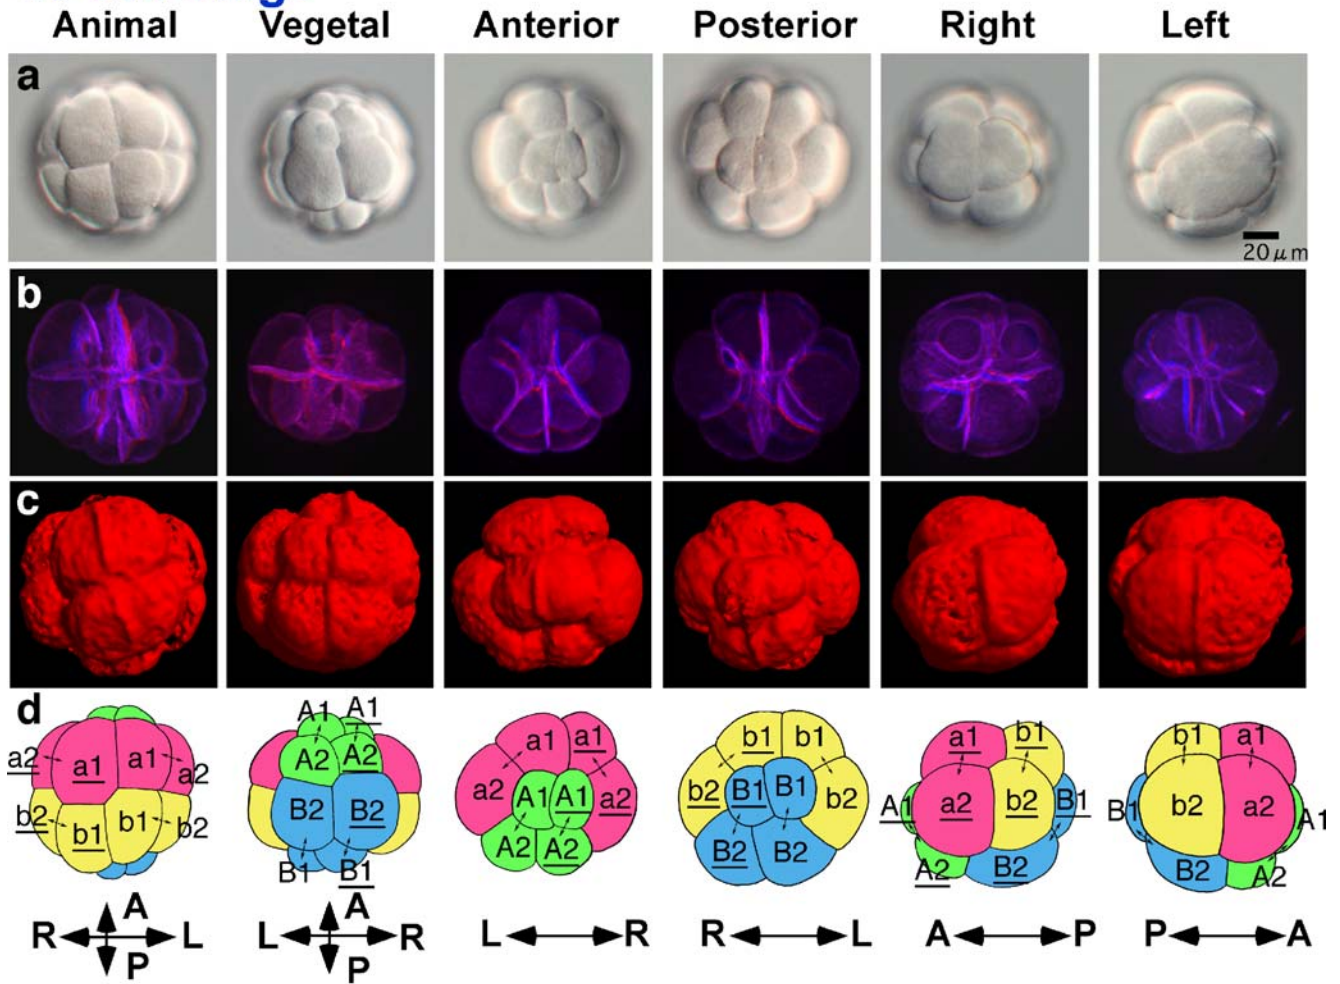 Animal Vegetal Anterior Posterior Right Left
a
20 μm
b
c
d
A1 A1
a2 a1 a1 a2
A2 A2
b2 b1 b1 b2
B2 B2
B1 B1
a1 a1
a2 A1 A1 a2
A2 A2
b1 b1
b2 B1 B1 b2
B2 B2
a1 b1
A1 a2 b2 B1
A2 B2
b1 a1
B1 b2 a2 A1
B2 A2
A
R L
P
A
L R
P
L R
R L
A P
P A